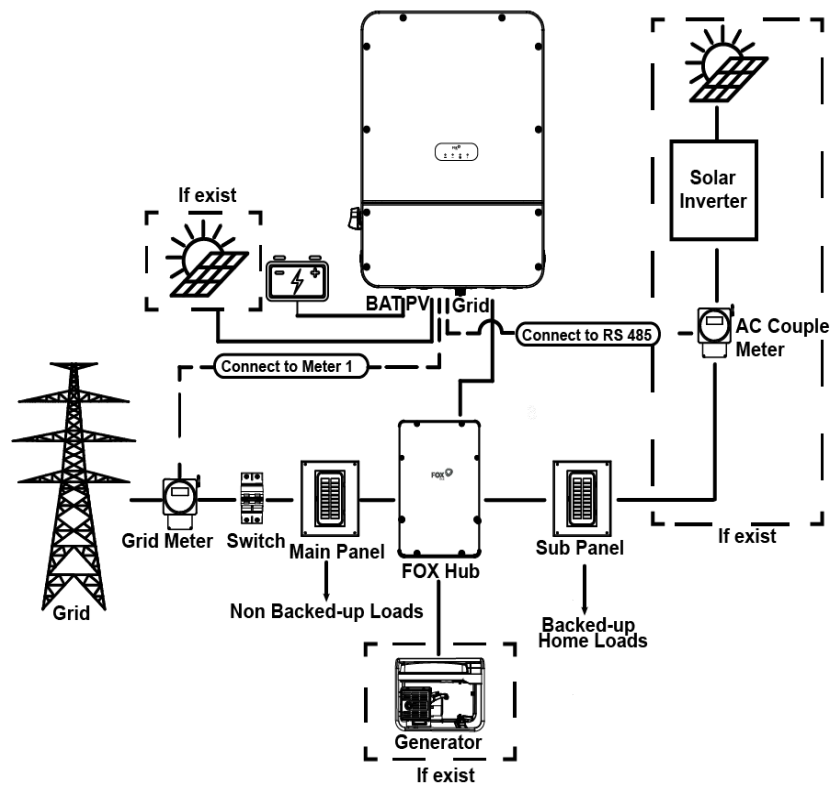 Solar
Inverter
If exist
BAT PV
Grid
Connect to RS 485
AC Couple
Meter
Connect to Meter 1
FOX
Grid Meter
Switch
Main Panel
FOX Hub
Sub Panel
If exist
Grid
Non Backed-up Loads
Backed-up
Home Loads
Generator
If exist